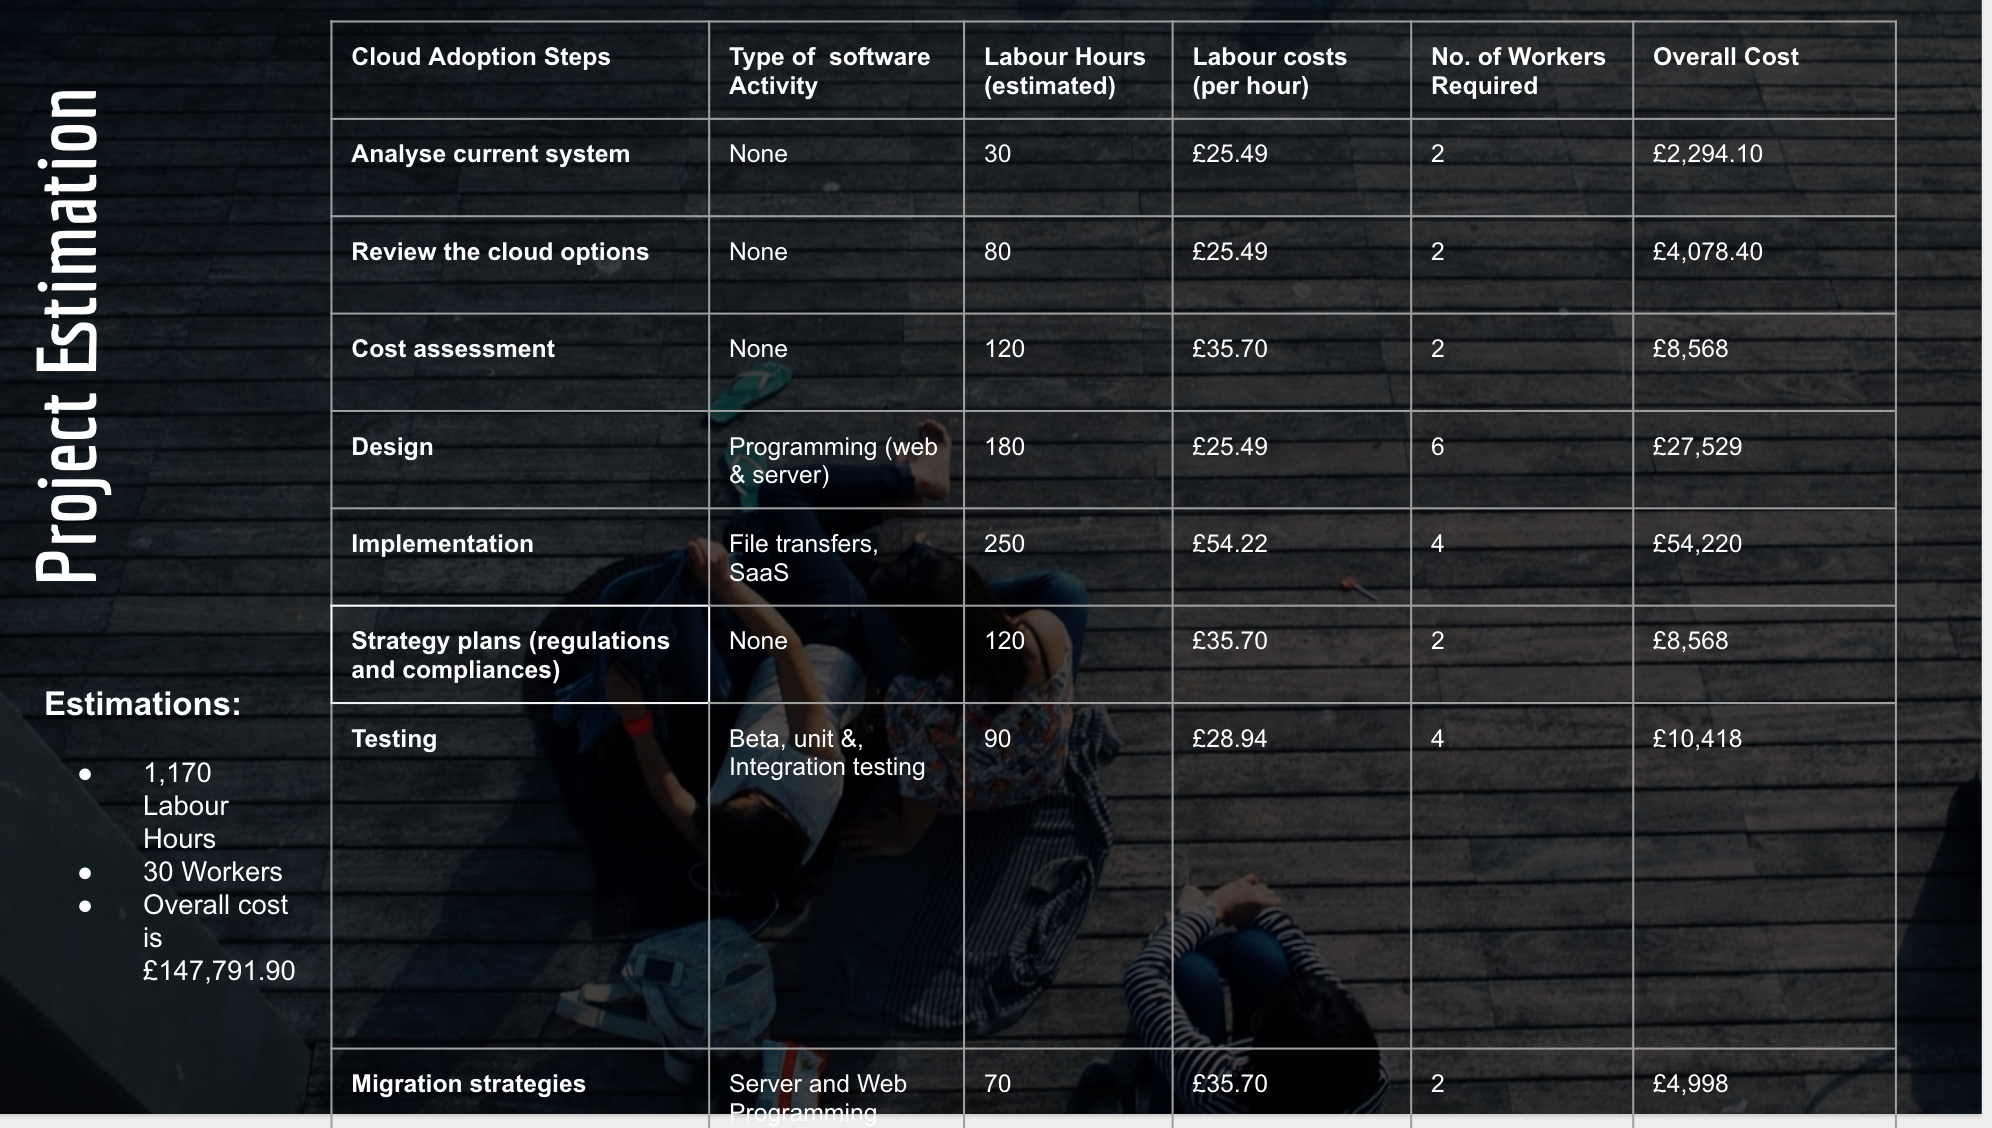 Project Estimation
Estimations:
● 1,170
Labour
Hours
● 30 Workers
● Overall cost
is
£147,791.90
Cloud Adoption Steps
Type of  software
Activity
Labour Hours
(estimated)
Labour costs
(per hour)
No. of Workers
Required
Overall Cost
Analyse current system
None
30
£25.49
2
£2,294.10
Review the cloud options
None
80
£25.49
2
£4,078.40
Cost assessment
None
120
£35.70
2
£8,568
Design
Programming (web
& server)
180
£25.49
6
£27,529
Implementation
File transfers,
SaaS
250
£54.22
4
£54,220
Strategy plans (regulations
and compliances)
None
120
£35.70
2
£8,568
Testing
Beta, unit &,
Integration testing
90
£28.94
4
£10,418
Migration strategies
Server and Web
Programming
70
£35.70
2
£4,998